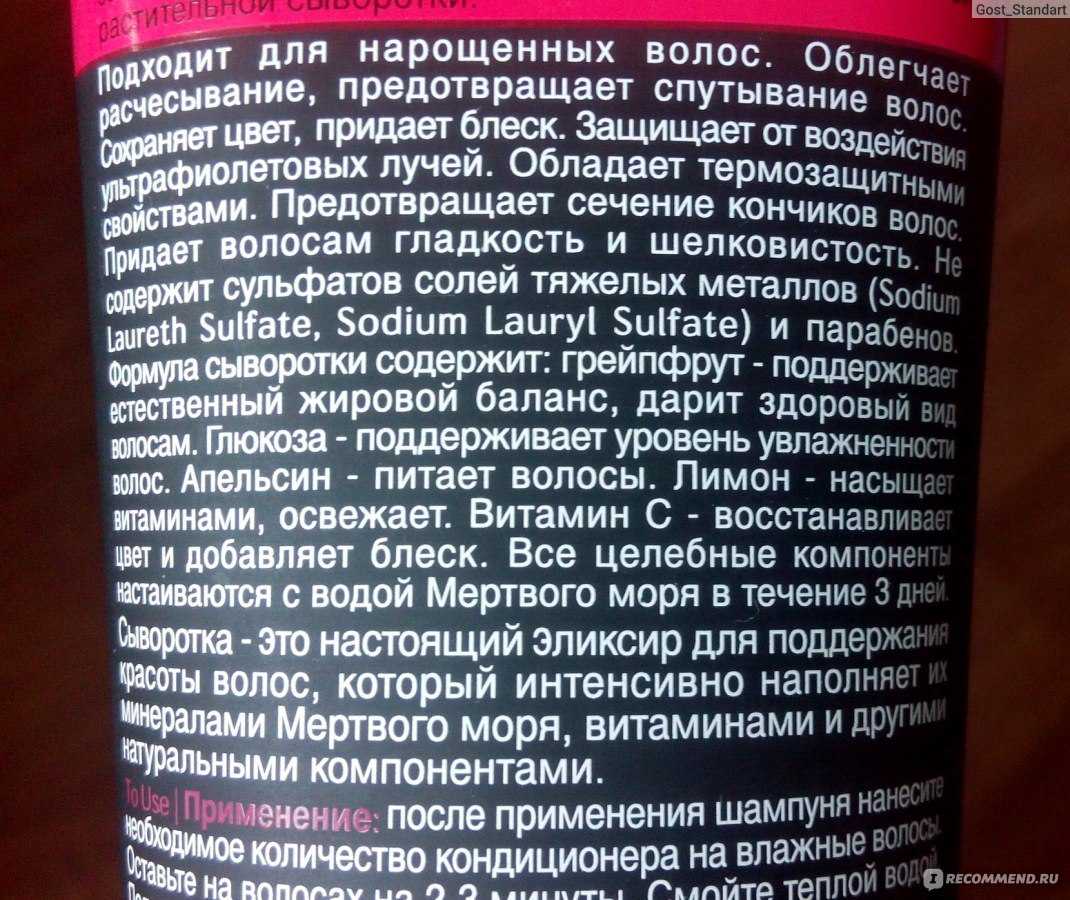 Gost_Standart
растительной сыворотки.
Подходит для нарощенных волос. Облегчает
расчесывание, предотвращает спутывание волос.
Сохраняет цвет, придает блеск. Защищает от воздействия
ультрафиолетовых лучей. Обладает термозащитными
свойствами. Предотвращает сечение кончиков волос.
Придает волосам гладкость и шелковистость. Не
содержит сульфатов солей тяжелых металлов (Sodium
Laureth Sulfate, Sodium Lauryl Sulfate) и парабенов.
Формула сыворотки содержит: грейпфрут - поддерживает
естественный жировой баланс, дарит здоровый вид
волосам. Глюкоза - поддерживает уровень увлажненности
волос. Апельсин - питает волосы. Лимон - насыщает
витаминами, освежает. Витамин С - восстанавливает
цвет и добавляет блеск. Все целебные компоненты
настаиваются с водой Мертвого моря в течение 3 дней.
Сыворотка - это настоящий эликсир для поддержания
красоты волос, который интенсивно наполняет их
минералами Мертвого моря, витаминами и другими
натуральными компонентами.
To Use | Применение: после применения шампуня нанесите
необходимое количество кондиционера на влажные волосы.
Оставьте на волосах на 2-3 минуты. Смойте теплой водой.
IRECOMMEND.RU